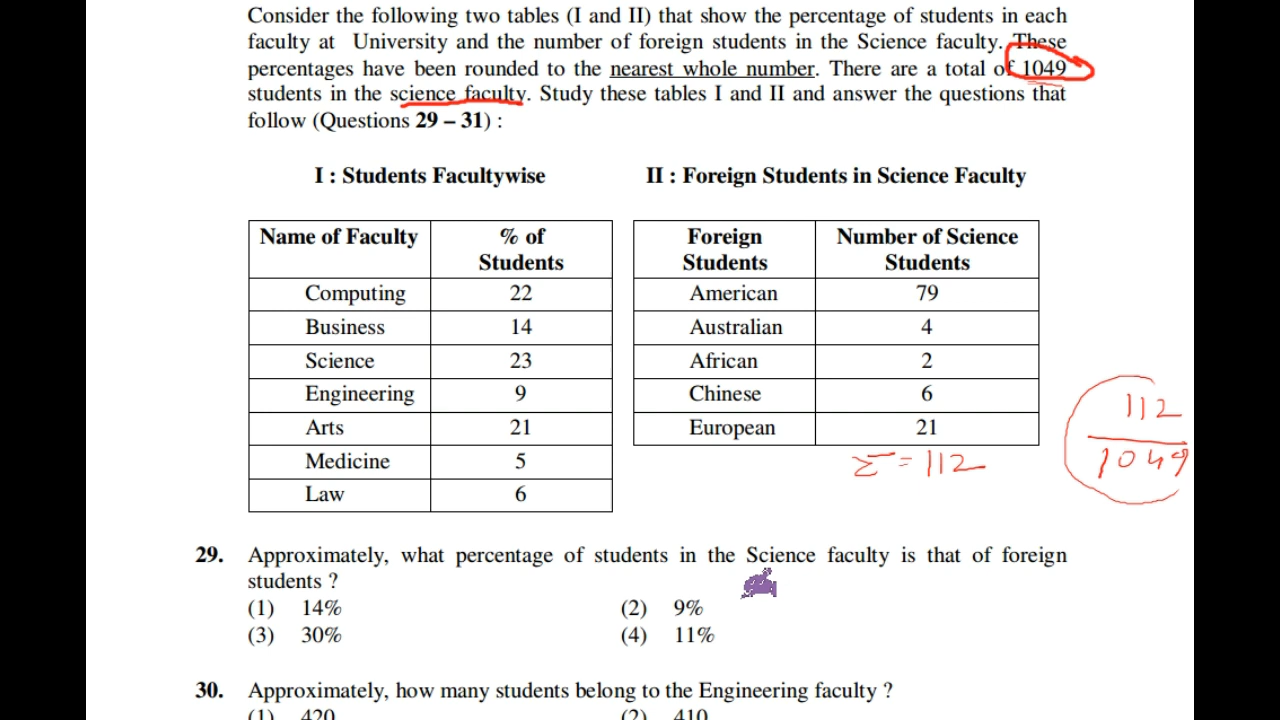 Consider the following two tables (I and II) that show the percentage of students in each
faculty at University and the number of foreign students in the Science faculty. These
percentages have been rounded to the nearest whole number. There are a total of 1049
students in the science faculty. Study these tables I and II and answer the questions that
follow (Questions 29 – 31) :
I : Students Facultywise
Name of Faculty % of Students
Computing 22
Business 14
Science 23
Engineering 9
Arts 21
Medicine 5
Law 6
II : Foreign Students in Science Faculty
Foreign Students Number of Science Students
American 79
Australian 4
African 2
Chinese 6
European 21
Σ = 112
112
1049
29. Approximately, what percentage of students in the Science faculty is that of foreign
students ?
(1) 14% (2) 9%
(3) 30% (4) 11%
30. Approximately, how many students belong to the Engineering faculty ?
(1) 420 (2) 410